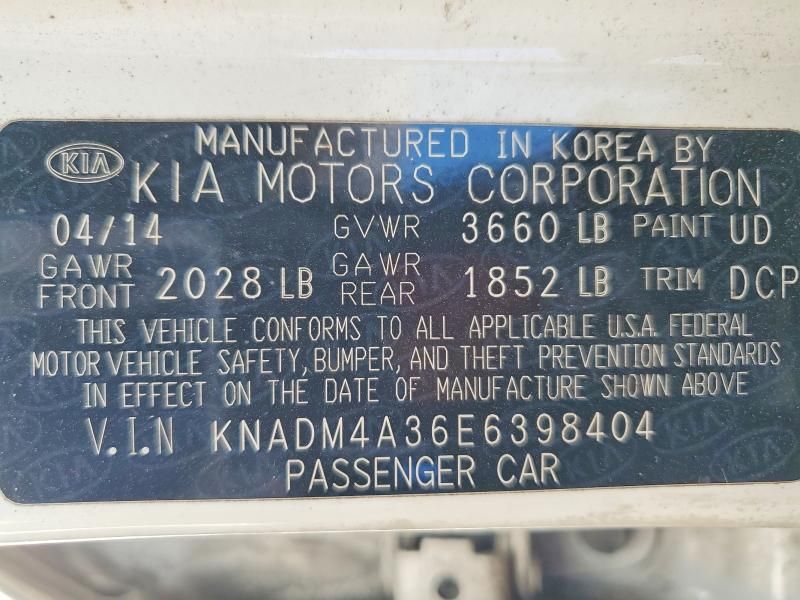 KIA
MANUFACTURED IN KOREA BY
KIA MOTORS CORPORATION
04/14 GVWR 3660 LB PAINT UD
GAWR FRONT 2028 LB GAWR REAR 1852 LB TRIM DCP
THIS VEHICLE CONFORMS TO ALL APPLICABLE U.S.A. FEDERAL
MOTOR VEHICLE SAFETY, BUMPER, AND THEFT PREVENTION STANDARDS
IN EFFECT ON THE DATE OF MANUFACTURE SHOWN ABOVE
V.I.N KNADM4A36E6398404
PASSENGER CAR